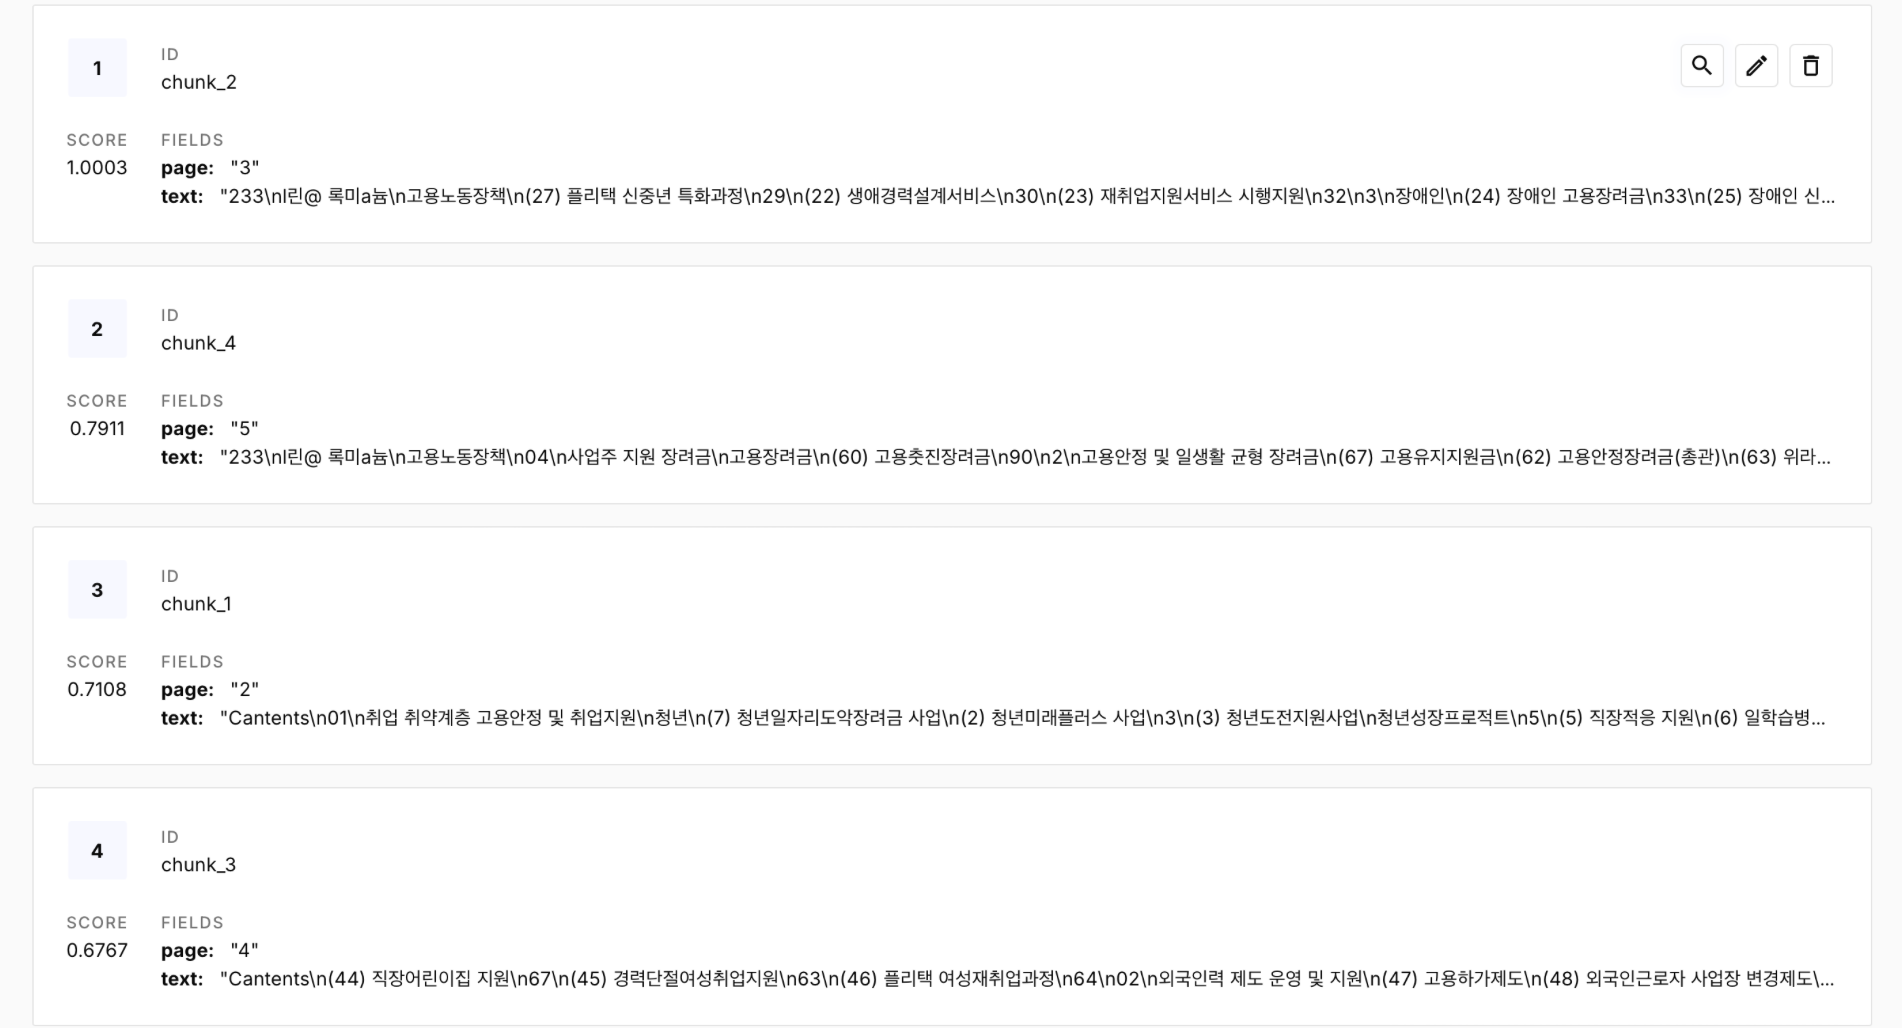 1
ID
chunk_2
SCORE
FIELDS
1.0003
page: "3"
text: "233\nI린@ 록미a늄\n고용노동장책\n(27) 플리택 신중년 특화과정\n29\n(22) 생애경력설계서비스\n30\n(23) 재취업지원서비스 시행지원\n32\n3\n장애인\n(24) 장애인 고용장려금\n33\n(25) 장애인 신...
2
ID
chunk_4
SCORE
FIELDS
0.7911
page: "5"
text: "233\nI린@ 록미a늄\n고용노동장책\n04\n사업주 지원 장려금\n고용장려금\n(60) 고용춧진장려금\n90\n2\n고용안정 및 일생활 균형 장려금\n(67) 고용유지지원금\n(62) 고용안정장려금(총관)\n(63) 위라...
3
ID
chunk_1
SCORE
FIELDS
0.7108
page: "2"
text: "Cantents\n01\n취업 취약계층 고용안정 및 취업지원\n청년\n(7) 청년일자리도악장려금 사업\n(2) 청년미래플러스 사업\n3\n(3) 청년도전지원사업\n청년성장프로적트\n5\n(5) 직장적응 지원\n(6) 일학습병...
4
ID
chunk_3
SCORE
FIELDS
0.6767
page: "4"
text: "Cantents\n(44) 직장어린이집 지원\n67\n(45) 경력단절여성취업지원\n63\n(46) 플리택 여성재취업과정\n64\n02\n외국인력 제도 운영 및 지원\n(47) 고용하가제도\n(48) 외국인근로자 사업장 변경제도\...